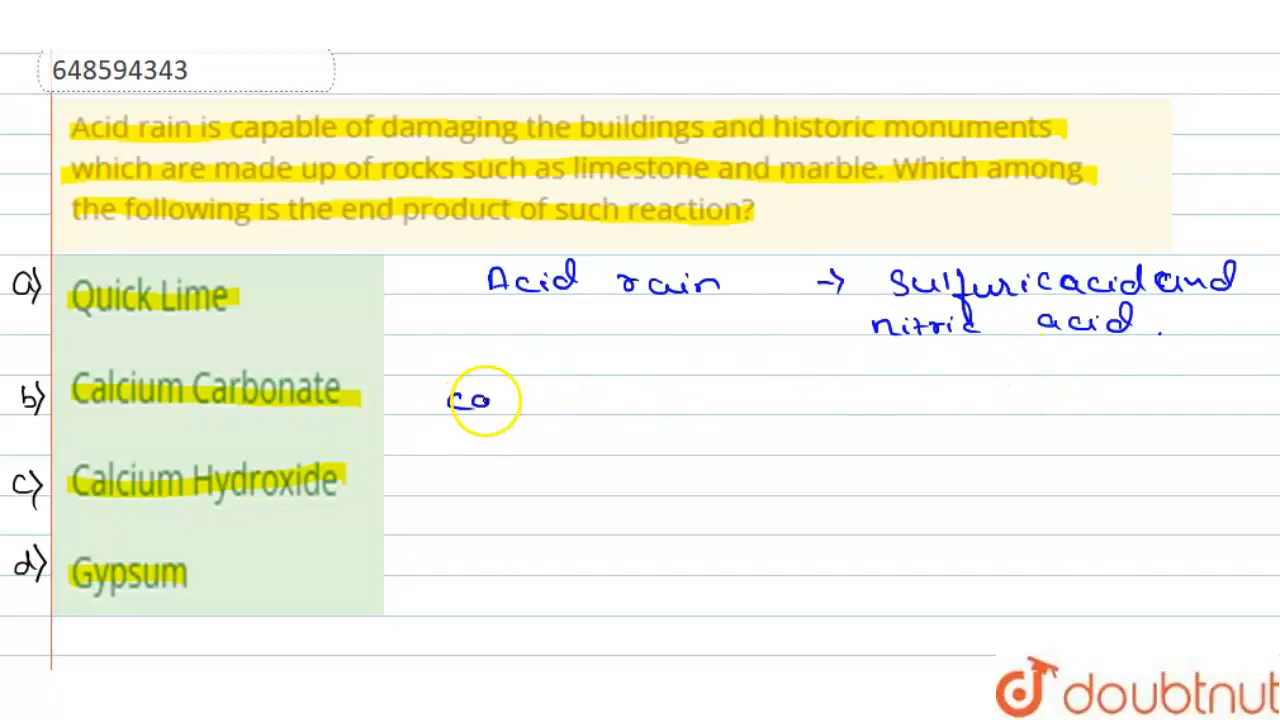 648594343
Acid rain is capable of damaging the buildings and historic monuments
which are made up of rocks such as limestone and marble. Which among
the following is the end product of such reaction?
a) Quick Lime
Acid rain → Sulfuric acid and
nitric acid.
b) Calcium Carbonate
ca
c) Calcium Hydroxide
d) Gypsum
doubtnut